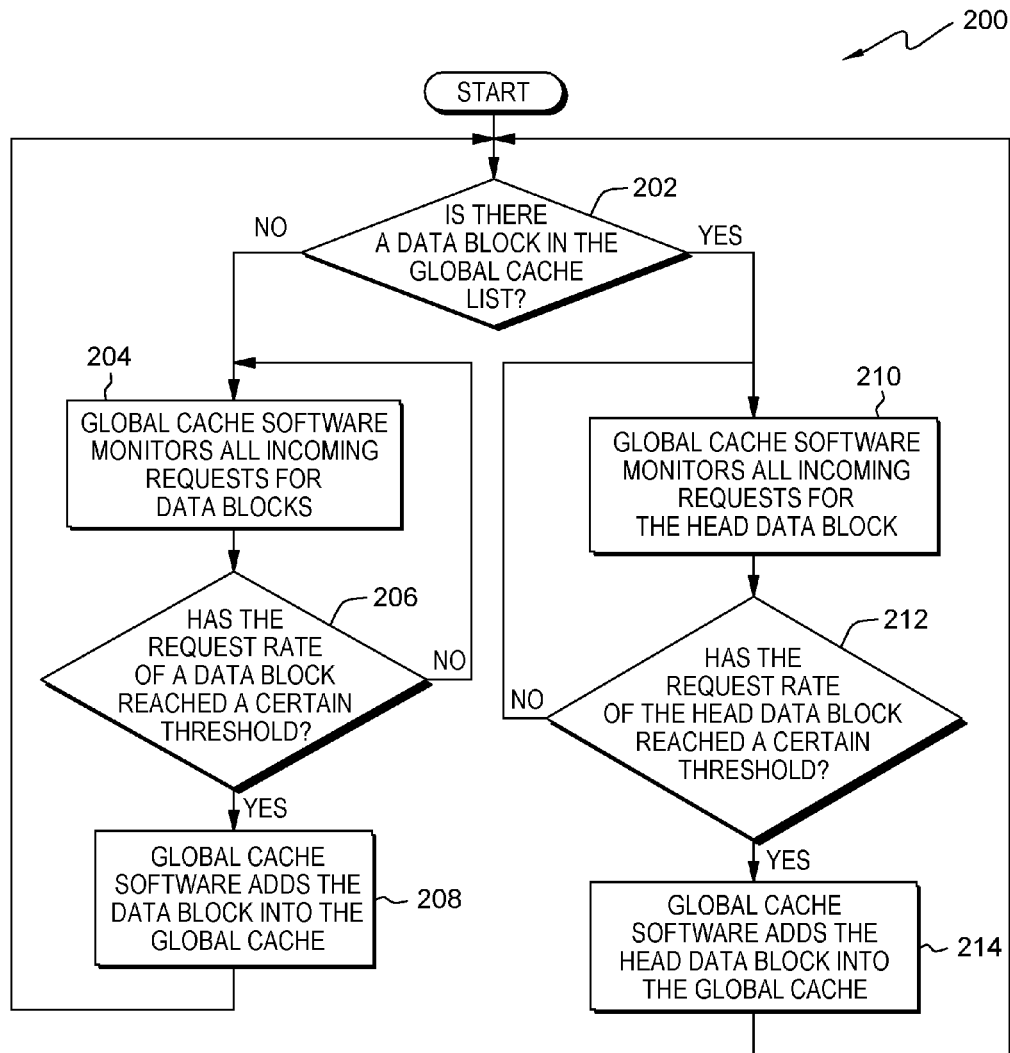 200
START
202
IS THERE
A DATA BLOCK IN THE
GLOBAL CACHE
LIST?
NO
YES
204
GLOBAL CACHE SOFTWARE
MONITORS ALL INCOMING
REQUESTS FOR
DATA BLOCKS
206
HAS THE
REQUEST RATE
OF A DATA BLOCK
REACHED A CERTAIN
THRESHOLD?
NO
YES
GLOBAL CACHE
SOFTWARE ADDS THE
DATA BLOCK INTO THE
GLOBAL CACHE
208
210
GLOBAL CACHE SOFTWARE
MONITORS ALL INCOMING
REQUESTS FOR
THE HEAD DATA BLOCK
212
HAS THE
REQUEST RATE
OF THE HEAD DATA BLOCK
REACHED A CERTAIN
THRESHOLD?
NO
YES
GLOBAL CACHE
SOFTWARE ADDS THE
HEAD DATA BLOCK INTO
THE GLOBAL CACHE
214